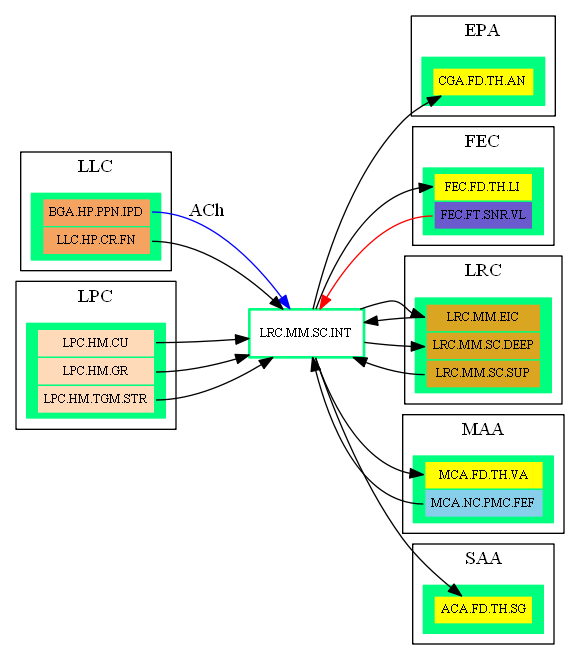 LLC
BGA.HP.PPN.IPD
LLC.HP.CR.FN
ACh
LPC
LPC.HM.CU
LPC.HM.GR
LPC.HM.TGM.STR
LRC.MM.SC.INT
EPA
CGA.FD.TH.AN
FEC
FEC.FD.TH.LI
FEC.FT.SNR.VL
LRC
LRC.MM.EIC
LRC.MM.SC.DEEP
LRC.MM.SC.SUP
MAA
MCA.FD.TH.VA
MCA.NC.PMC.FEF
SAA
ACA.FD.TH.SG